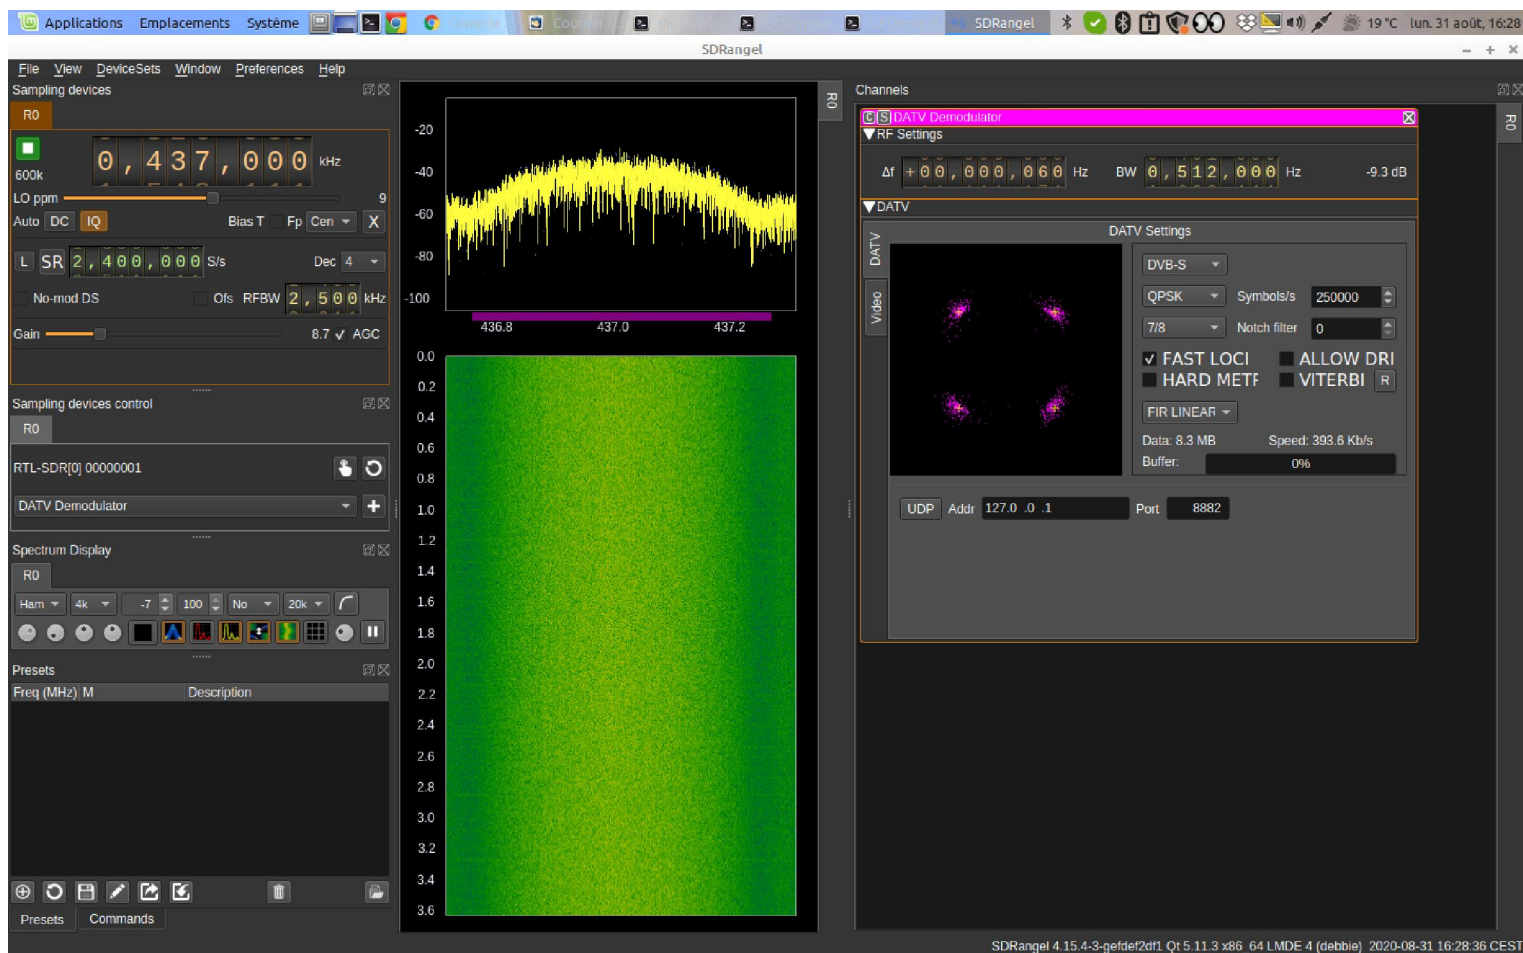 Applications Emplacements Système
SDRangel
19 °C lun. 31 août, 16:28
SDRangel
File View DeviceSets Window Preferences Help
Sampling devices
R0
0,437,000 kHz
600k
LO ppm 9
Auto DC IQ Bias T Fp Cen X
L SR 2,400,000 S/s Dec 4
No-mod DS Ofs RFBW 2,500 kHz
Gain 8.7 AGC
Sampling devices control
R0
RTL-SDR[0] 00000001
DATV Demodulator
Spectrum Display
R0
Ham 4k -7 100 No 20k
Presets
Freq (MHz) M Description
Presets Commands
R0
-20
-40
-60
-80
-100
436.8 437.0 437.2
0.0
0.2
0.4
0.6
0.8
1.0
1.2
1.4
1.6
1.8
2.0
2.2
2.4
2.6
2.8
3.0
3.2
3.4
3.6
Channels
R0
C S DATV Demodulator
RF Settings
Δf +00,000,060 Hz BW 0,512,000 Hz -9.3 dB
DATV
DATV
Video
DATV Settings
DVB-S
QPSK Symbols/s 250000
7/8 Notch filter 0
FAST LOCI ALLOW DRI
HARD METF VITERBI R
FIR LINEAR
Data: 8.3 MB Speed: 393.6 Kb/s
Buffer: 0%
UDP Addr 127.0 .0 .1 Port 8882
SDRangel 4.15.4-3-gefdef2df1 Qt 5.11.3 x86_64 LMDE 4 (debbie) 2020-08-31 16:28:36 CEST